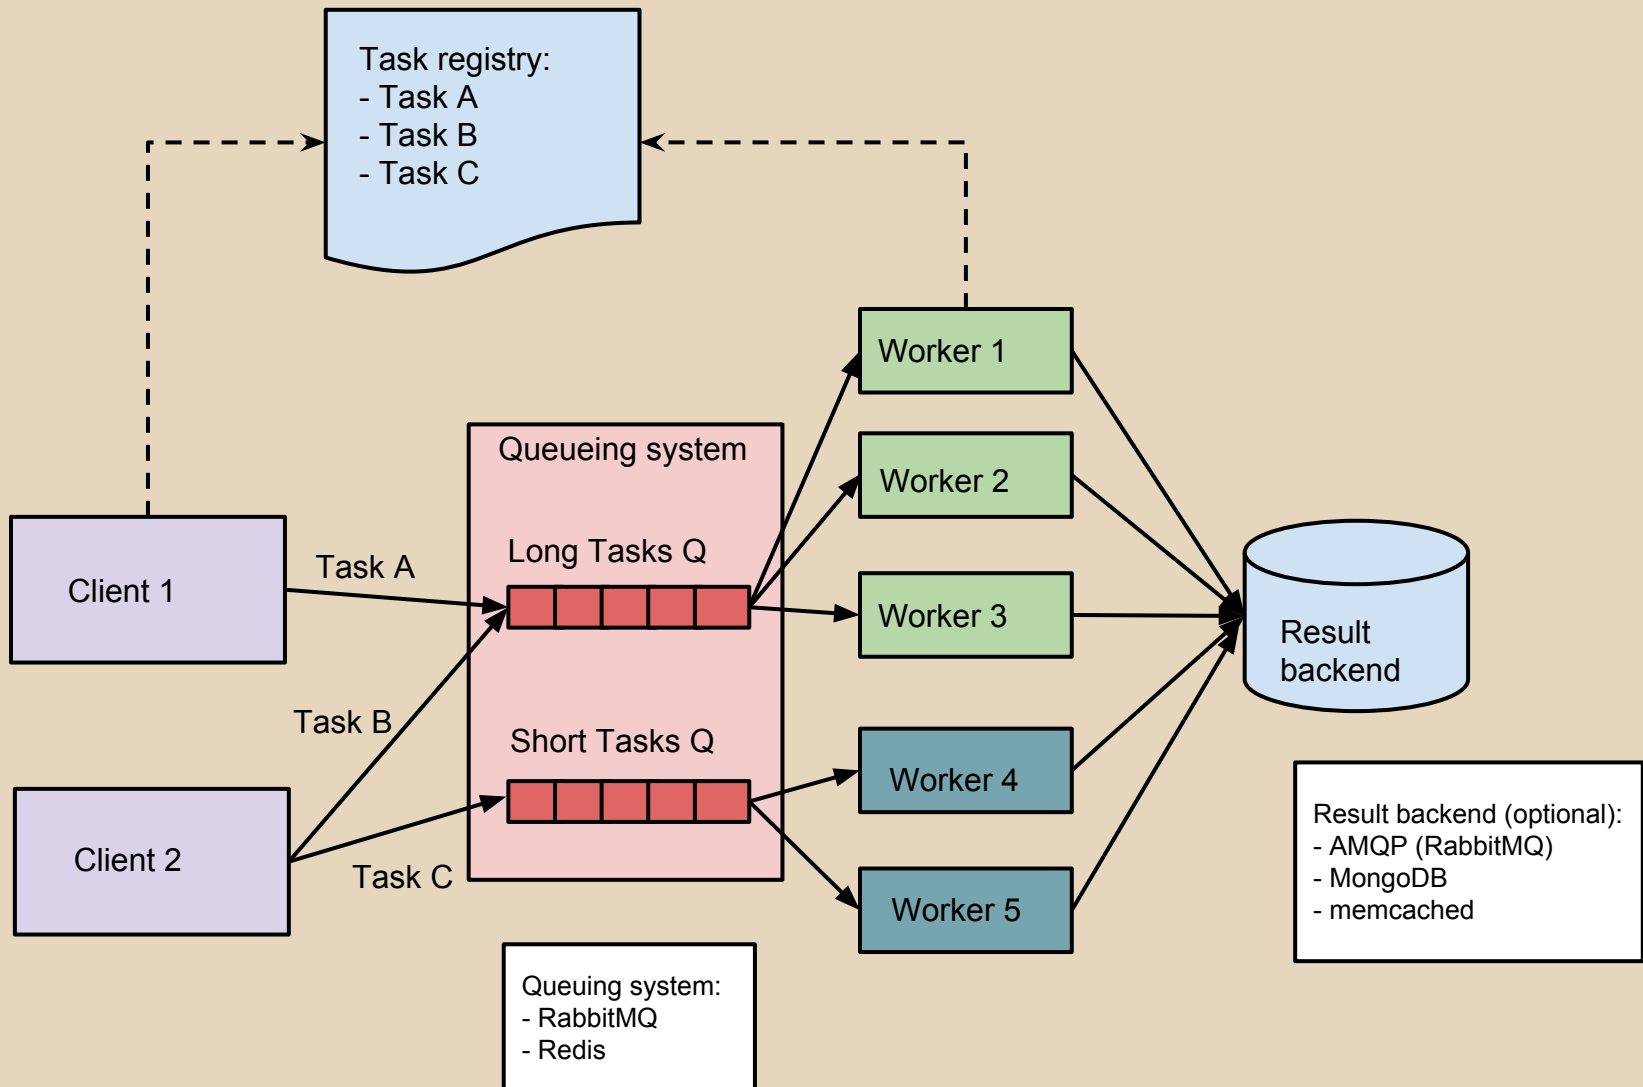 Task registry:
- Task A
- Task B
- Task C
Worker 1
Queueing system
Worker 2
Long Tasks Q
Task A
Client 1
Worker 3
Result
backend
Task B
Short Tasks Q
Worker 4
Client 2
Task C
Worker 5
Result backend (optional):
- AMQP (RabbitMQ)
- MongoDB
- memcached
Queuing system:
- RabbitMQ
- Redis